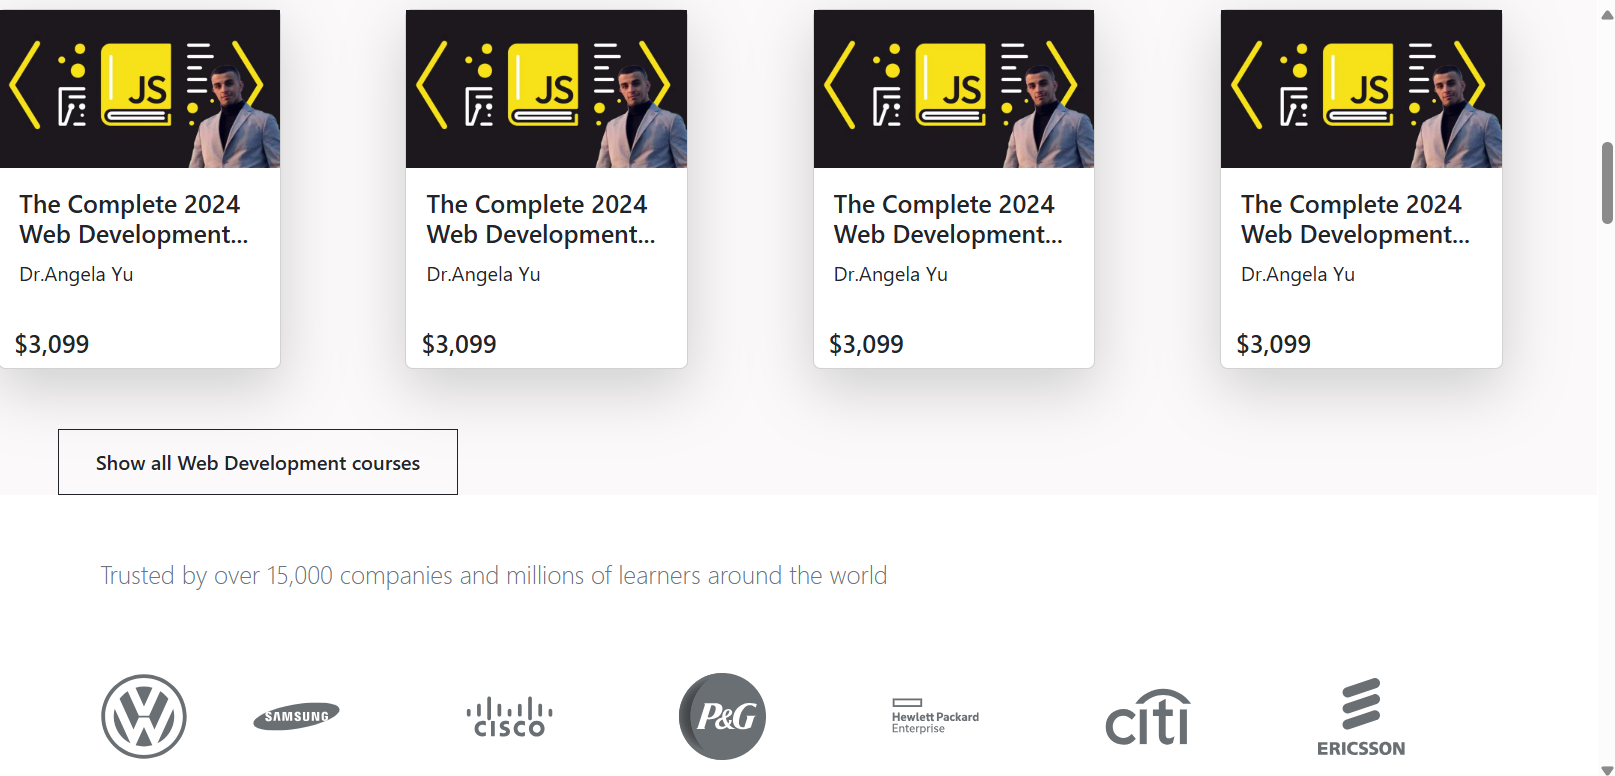 JS
JS
JS
JS
The Complete 2024
Web Development...
Dr.Angela Yu
$3,099
The Complete 2024
Web Development...
Dr.Angela Yu
$3,099
The Complete 2024
Web Development...
Dr.Angela Yu
$3,099
The Complete 2024
Web Development...
Dr.Angela Yu
$3,099
Show all Web Development courses
Trusted by over 15,000 companies and millions of learners around the world
VW
SAMSUNG
cisco
P&G
Hewlett Packard
Enterprise
citi
ERICSSON